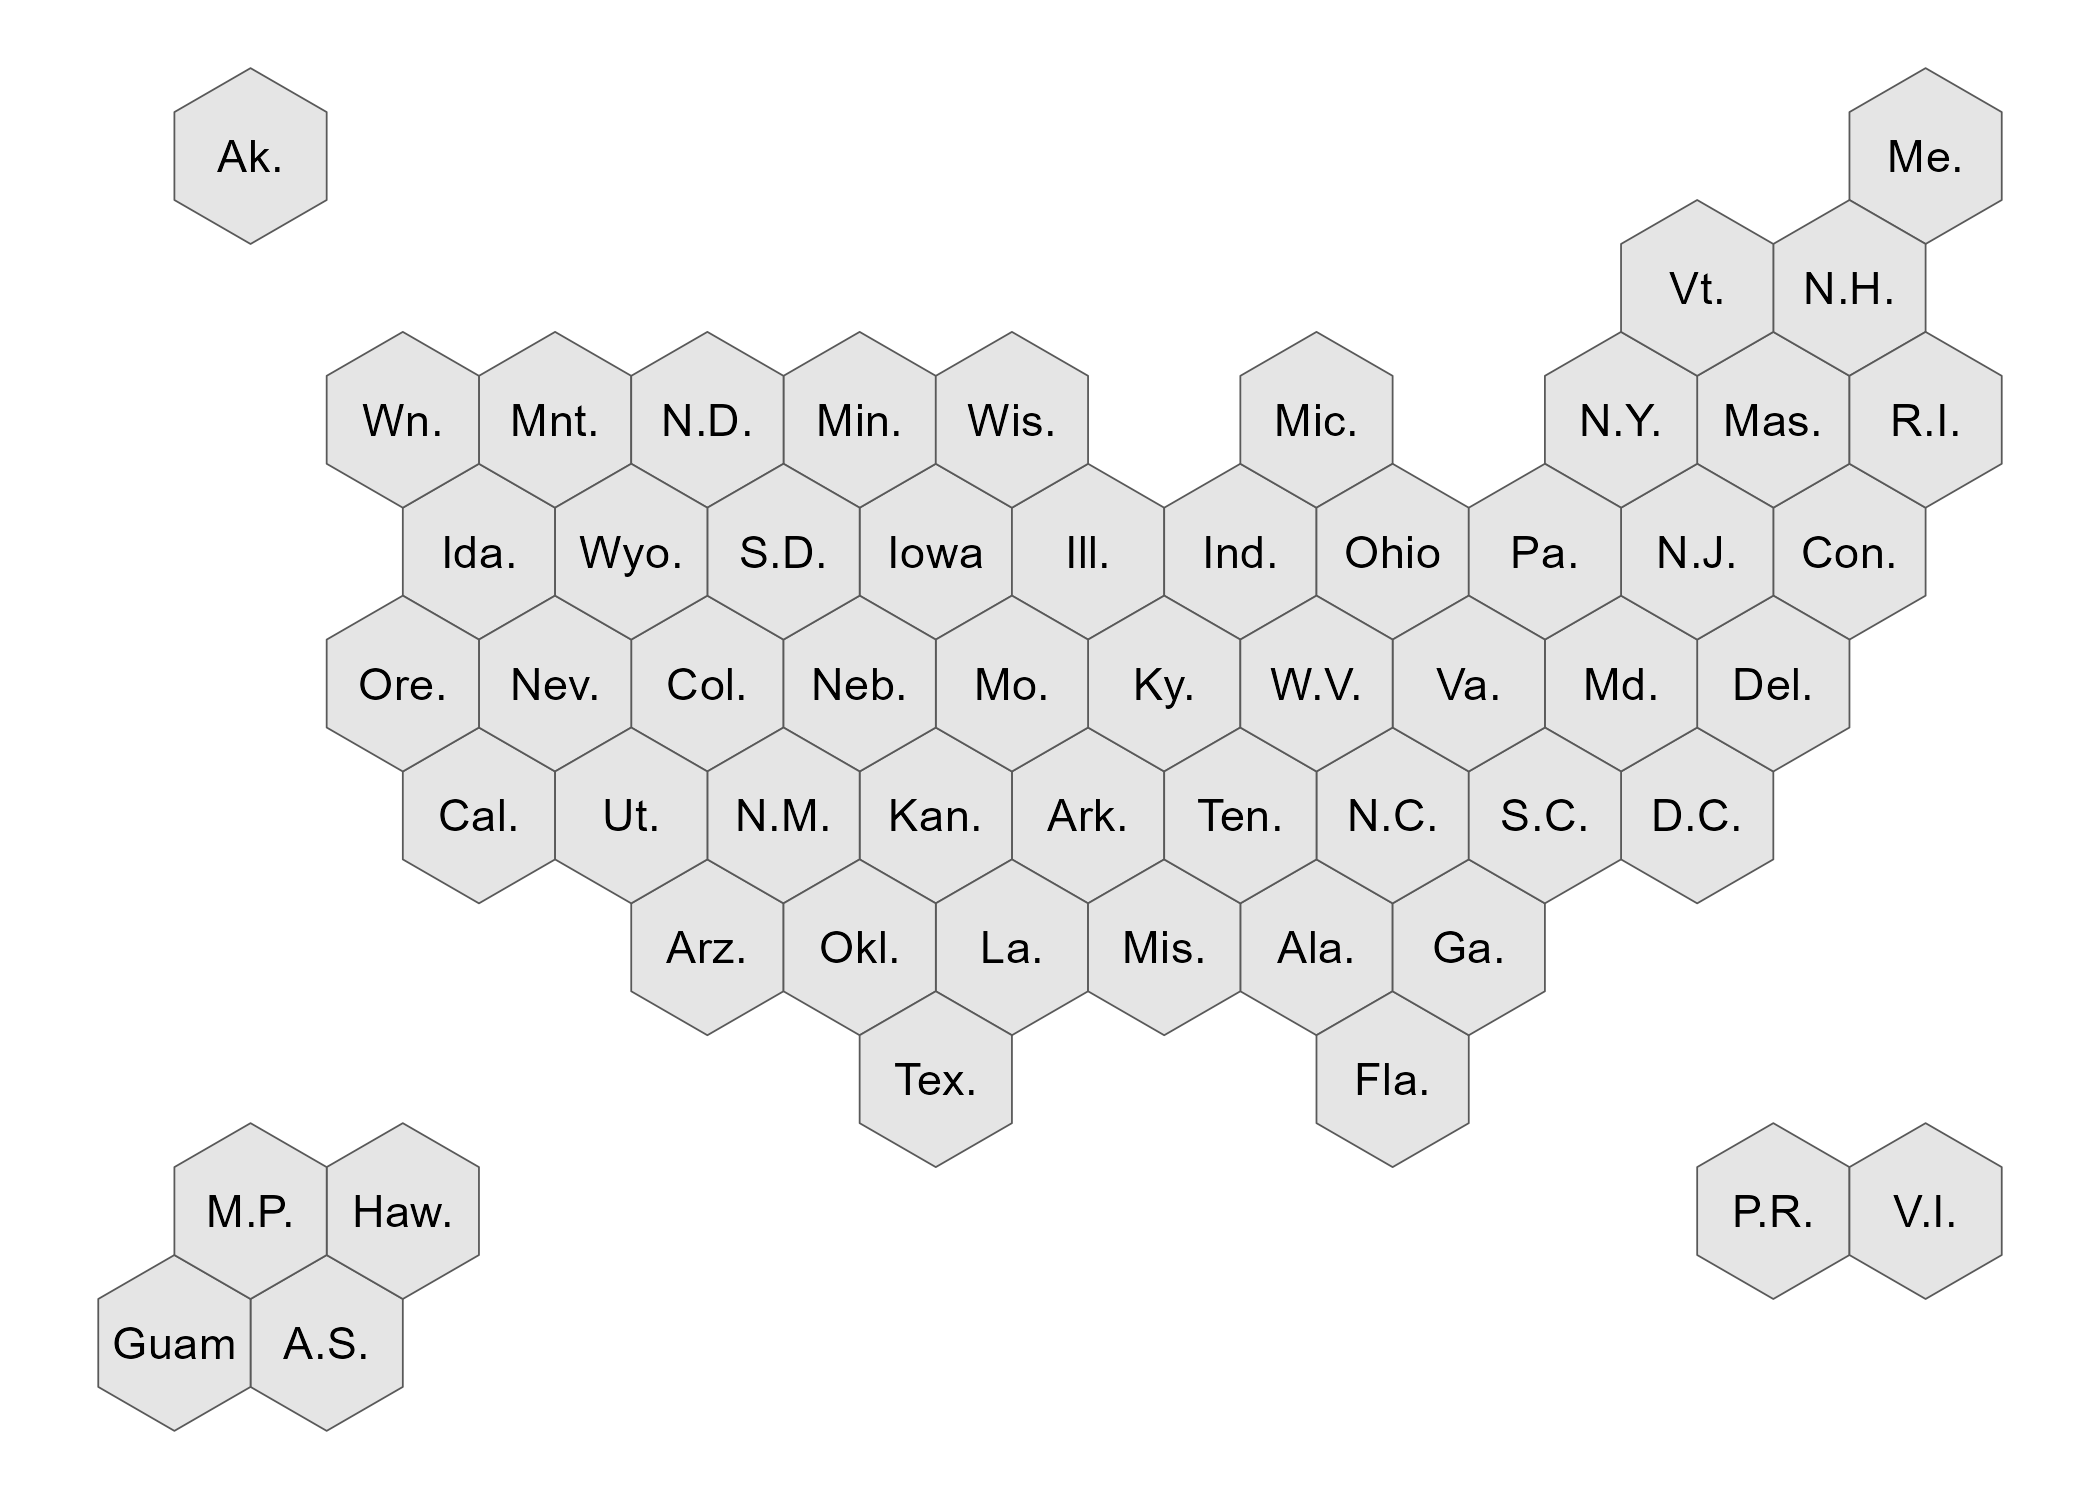 Ak.
Me.
Vt.
N.H.
Wn.
Mnt.
N.D.
Min.
Wis.
Mic.
N.Y.
Mas.
R.I.
Ida.
Wyo.
S.D.
Iowa
Ill.
Ind.
Ohio
Pa.
N.J.
Con.
Ore.
Nev.
Col.
Neb.
Mo.
Ky.
W.V.
Va.
Md.
Del.
Cal.
Ut.
N.M.
Kan.
Ark.
Ten.
N.C.
S.C.
D.C.
Arz.
Okl.
La.
Mis.
Ala.
Ga.
Tex.
Fla.
M.P.
Haw.
P.R.
V.I.
Guam
A.S.